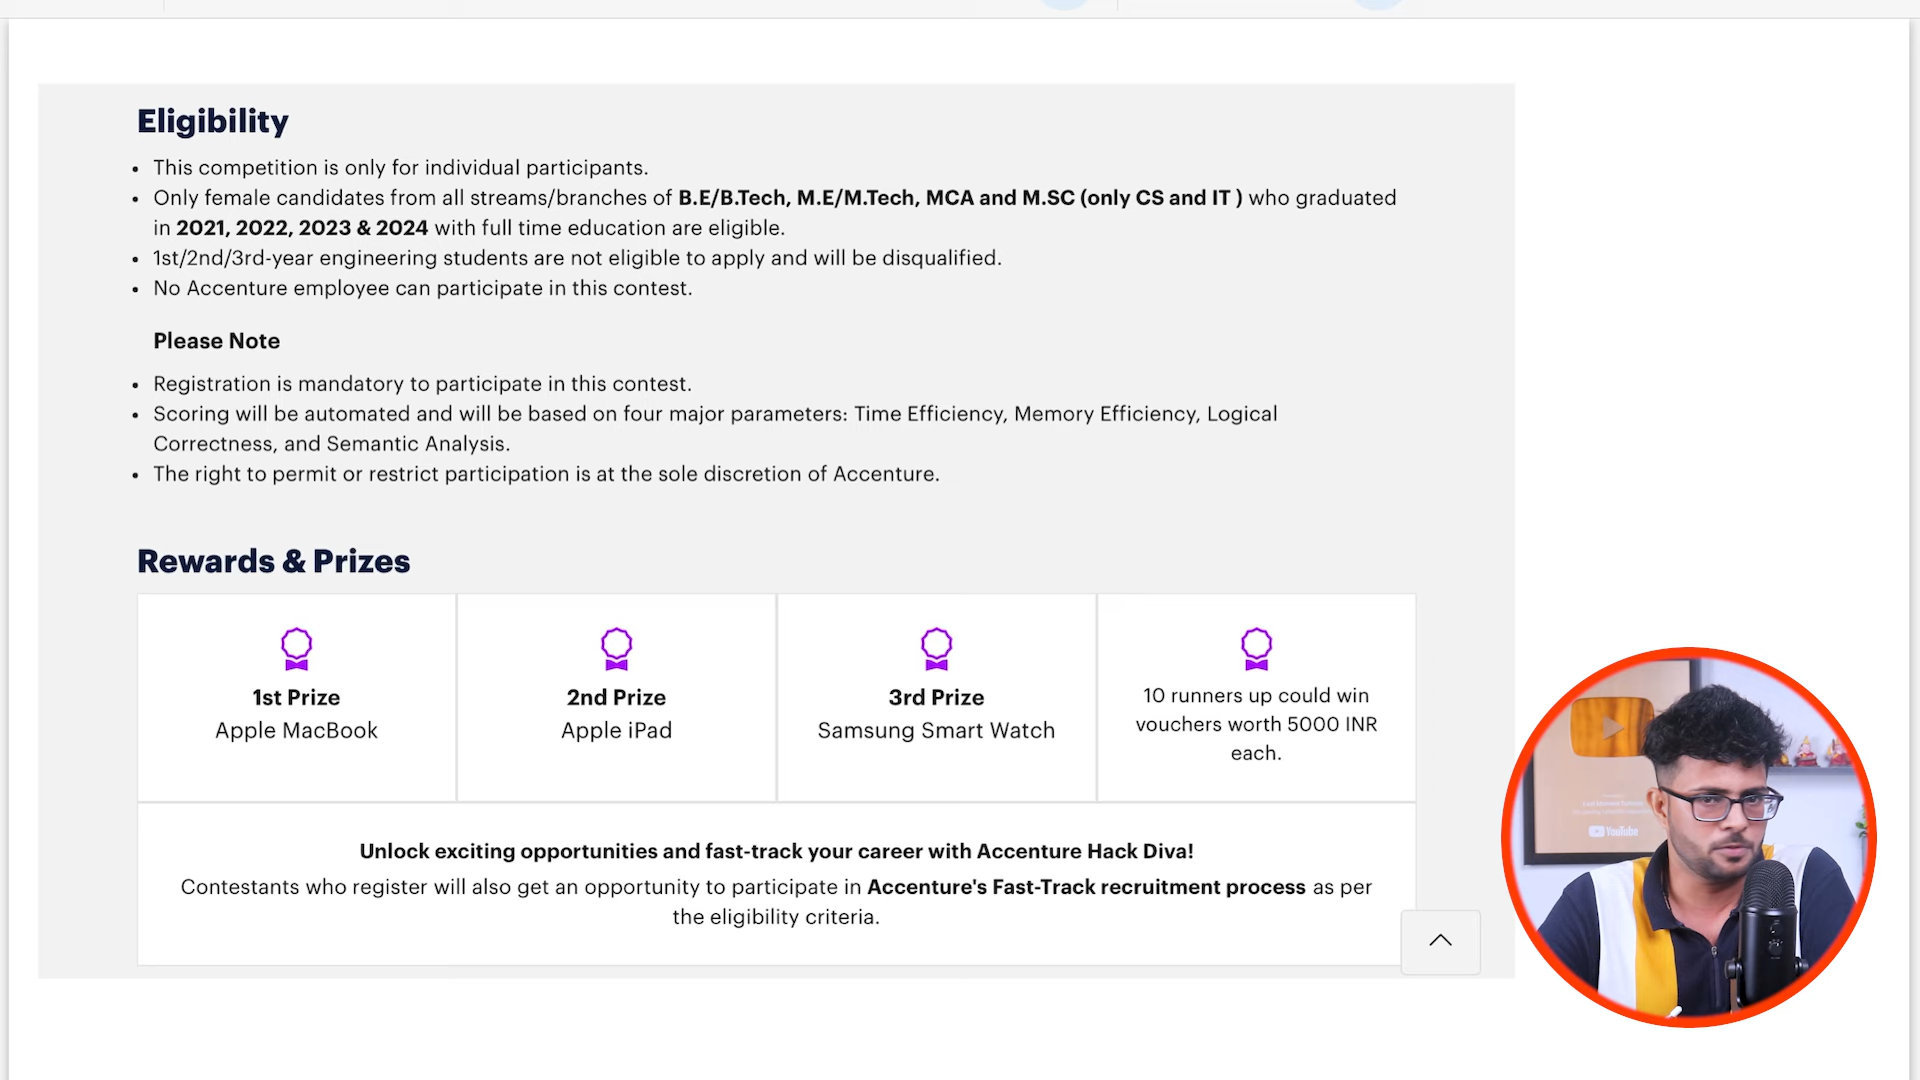 Eligibility
This competition is only for individual participants.
Only female candidates from all streams/branches of B.E/B.Tech, M.E/M.Tech, MCA and M.SC (only CS and IT ) who graduated
in 2021, 2022, 2023 & 2024 with full time education are eligible.
1st/2nd/3rd-year engineering students are not eligible to apply and will be disqualified.
No Accenture employee can participate in this contest.
Please Note
Registration is mandatory to participate in this contest.
Scoring will be automated and will be based on four major parameters: Time Efficiency, Memory Efficiency, Logical
Correctness, and Semantic Analysis.
The right to permit or restrict participation is at the sole discretion of Accenture.
Rewards & Prizes
1st Prize
Apple MacBook
2nd Prize
Apple iPad
3rd Prize
Samsung Smart Watch
10 runners up could win
vouchers worth 5000 INR
each.
Unlock exciting opportunities and fast-track your career with Accenture Hack Diva!
Contestants who register will also get an opportunity to participate in Accenture's Fast-Track recruitment process as per
the eligibility criteria.
YouTube